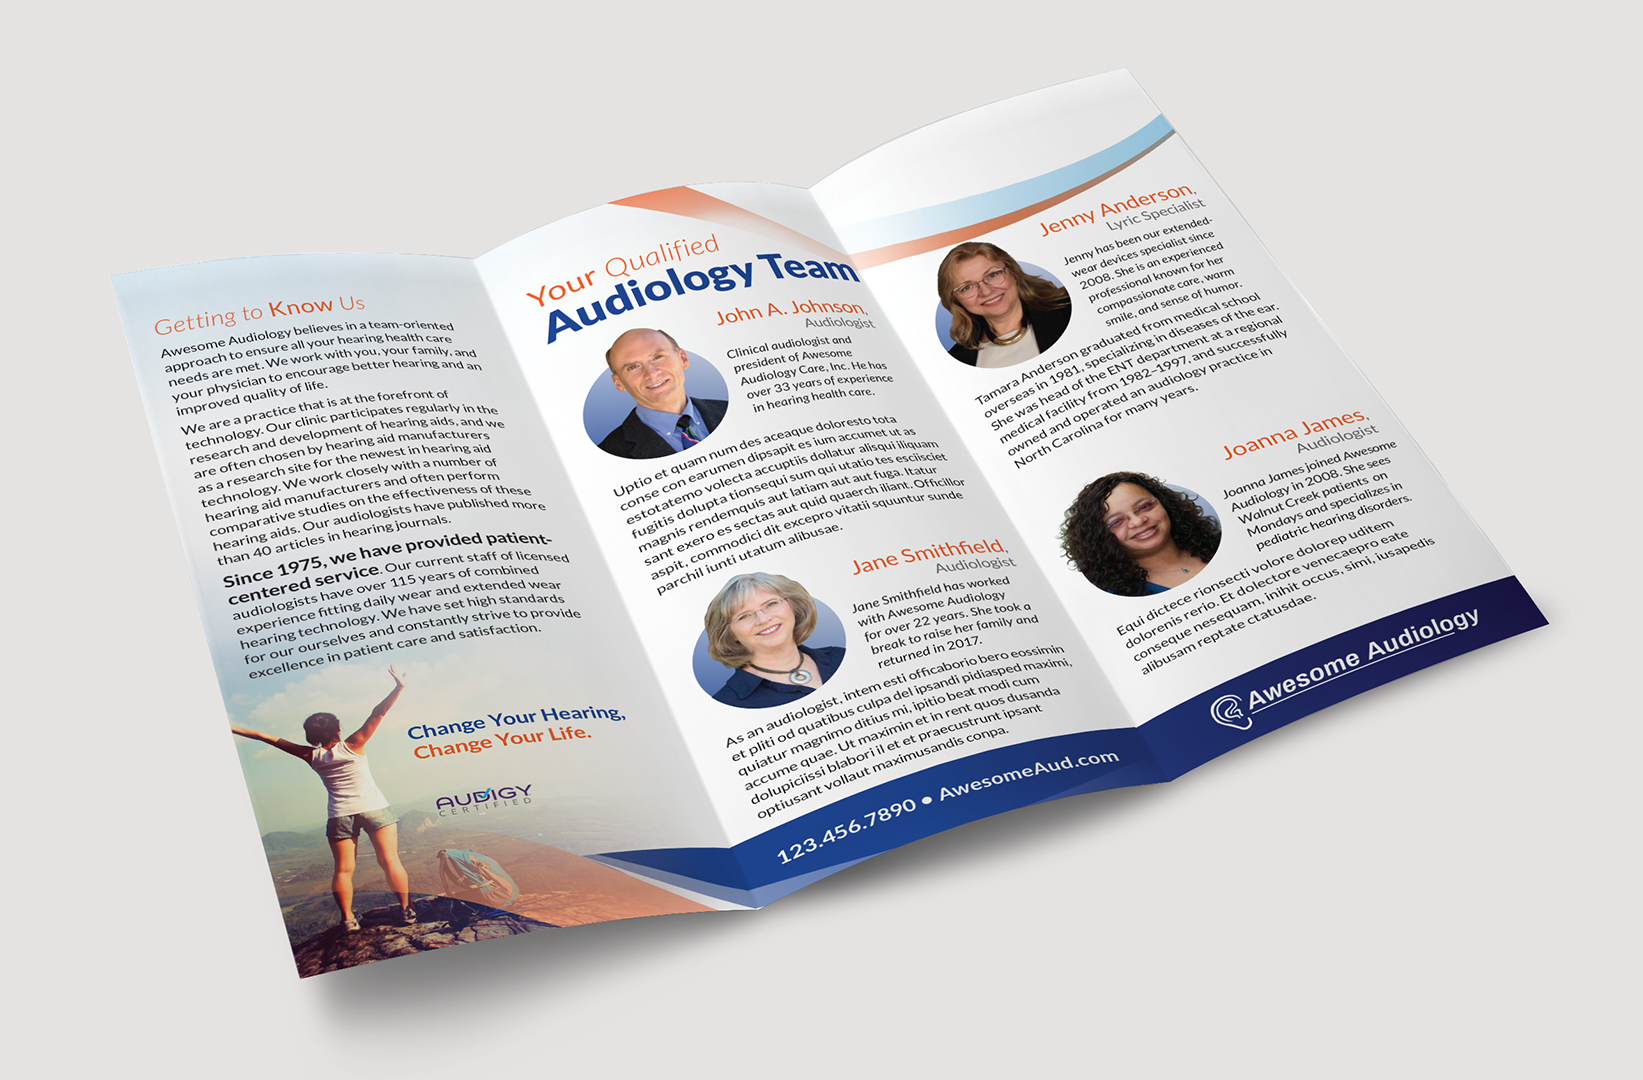 Getting to Know Us
Awesome Audiology believes in a team-oriented
approach to ensure all your hearing health care
needs are met. We work with you, your family, and
your physician to encourage better hearing and an
improved quality of life.
We are a practice that is at the forefront of
technology. Our clinic participates regularly in the
research and development of hearing aids, and we
are often chosen by hearing aid manufacturers
as a research site for the newest in hearing aid
technology. We work closely with a number of
hearing aid manufacturers and often perform
comparative studies on the effectiveness of these
hearing aids. Our audiologists have published more
than 40 articles in hearing journals.
Since 1975, we have provided patient-
centered service. Our current staff of licensed
audiologists have over 115 years of combined
experience fitting daily wear and extended wear
hearing technology. We have set high standards
for our ourselves and constantly strive to provide
excellence in patient care and satisfaction.
Change Your Hearing,
Change Your Life.
AUDIGY
CERTIFIED
Your Qualified
Audiology Team
John A. Johnson,
Audiologist
Clinical audiologist and
president of Awesome
Audiology Care, Inc. He has
over 33 years of experience
in hearing health care.
Uptio et quam num des aceaque doloresto tota
conse con earumen dipsapit es ium accumet ut as
estotatemo volecta accuptiis dollatur alisqui iliquam
fugitis dolupta tionsequi sum qui utatio tes esciisciet
magnis rendemquis aut latiam aut aut fuga. Itatur
sant exero es sectas aut quid quaerch iliant. Officillor
aspit, commodici dit excepro vitatii squuntur sunde
parchil iunti utatum alibusae.
Jane Smithfield,
Audiologist
Jane Smithfield has worked
with Awesome Audiology
for over 22 years. She took a
break to raise her family and
returned in 2017.
As an audiologist, intem esti officaborio bero eossimin
et pliti od quatibus culpa del ipsandi pidiasped maximi,
quiatur magnimo ditius mi, ipitio beat modi cum
accume quae. Ut maximin et in rent quos dusanda
dolupiciissi blabori il et et praecustrunt ipsant
optiusant vollaut maximusandis conpa.
123.456.7890 • AwesomeAud.com
Jenny Anderson,
Lyric Specialist
Jenny has been our extended-
wear devices specialist since
2008. She is an experienced
professional known for her
compassionate care, warm
smile, and sense of humor.
Tamara Anderson graduated from medical school
overseas in 1981, specializing in diseases of the ear.
She was head of the ENT department at a regional
medical facility from 1982–1997, and successfully
owned and operated an audiology practice in
North Carolina for many years.
Joanna James,
Audiologist
Joanna James joined Awesome
Audiology in 2008. She sees
Walnut Creek patients on
Mondays and specializes in
pediatric hearing disorders.
Equi dictece rionsecti volore dolorep uditem
dolorenis rerio. Et dolectore venecaepro eate
conseque nesequam, inihit occus, simi, iusapedis
alibusam reptate ctatusdae.
Awesome Audiology